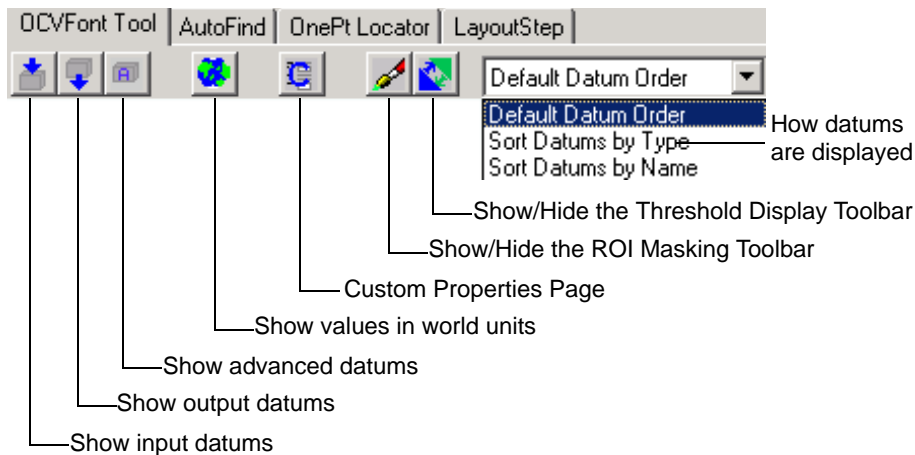 OCVFont Tool AutoFind OnePt Locator LayoutStep
A C Default Datum Order
Default Datum Order
Sort Datums by Type
Sort Datums by Name
How datums
are displayed
Show/Hide the Threshold Display Toolbar
Show/Hide the ROI Masking Toolbar
Custom Properties Page
Show values in world units
Show advanced datums
Show output datums
Show input datums